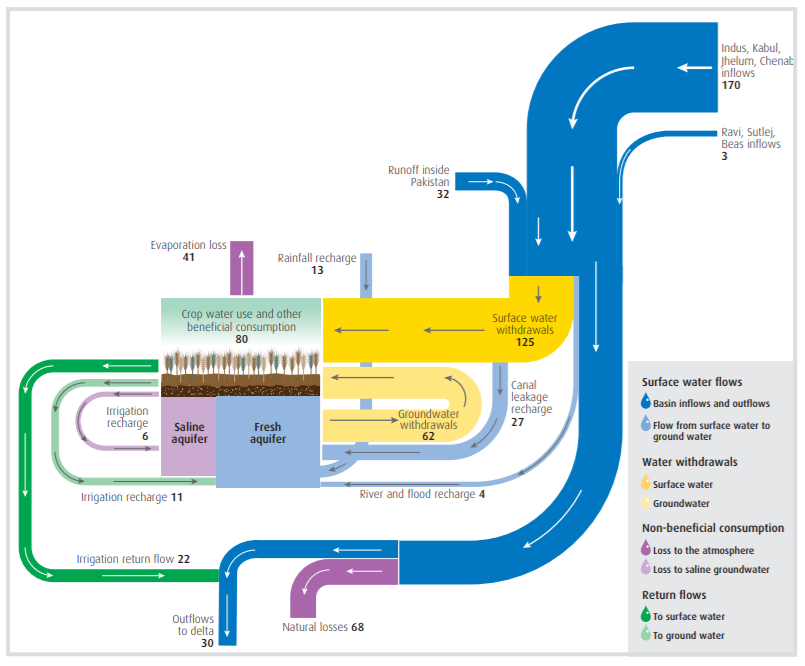 Indus, Kabul,
Jhelum, Chenab
inflows
170
Ravi, Sutlej,
Beas inflows
3
Runoff inside
Pakistan
32
Evaporation loss
41
Rainfall recharge
13
Crop water use and other
beneficial consumption
80
Surface water
withdrawals
125
Canal
leakage
recharge
27
Groundwater
withdrawals
62
Irrigation
recharge
6
Saline
aquifer
Fresh
aquifer
River and flood recharge 4
Irrigation recharge 11
Irrigation return flow 22
Outflows
to delta
30
Natural losses 68
Surface water flows
Basin inflows and outflows
Flow from surface water to
ground water
Water withdrawals
Surface water
Groundwater
Non-beneficial consumption
Loss to the atmosphere
Loss to saline groundwater
Return flows
To surface water
To ground water